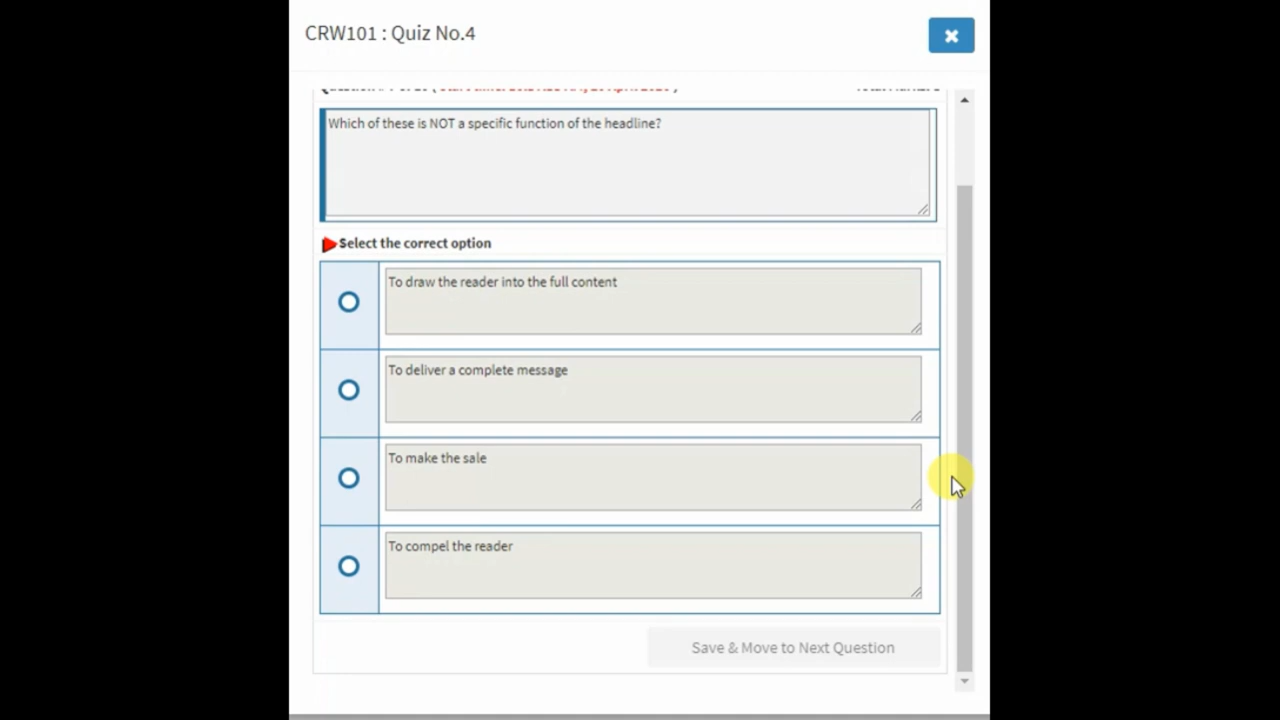 CRW101 : Quiz No.4
Which of these is NOT a specific function of the headline?
Select the correct option
To draw the reader into the full content
To deliver a complete message
To make the sale
To compel the reader
Save & Move to Next Question